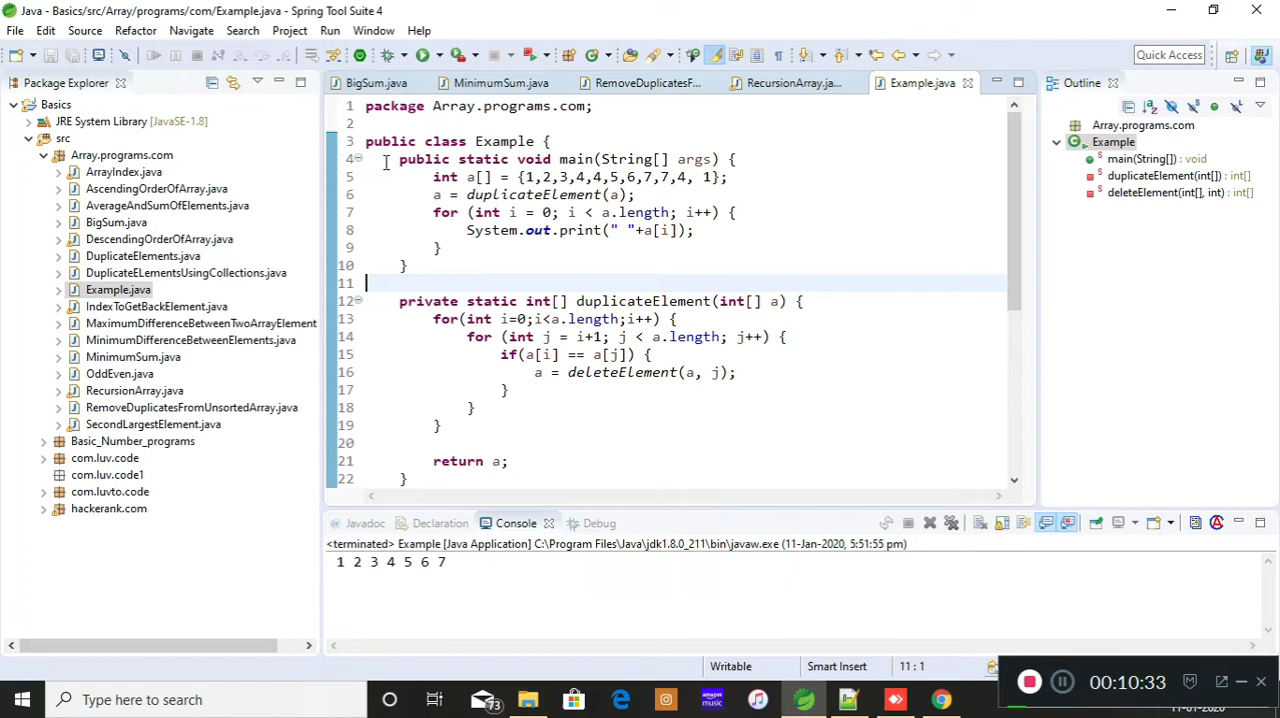 Java - Basics/src/Array/programs/com/Example.java - Spring Tool Suite 4
File Edit Source Refactor Navigate Search Project Run Window Help
Quick Access
Package Explorer
Basics
JRE System Library [JavaSE-1.8]
src
Array.programs.com
ArrayIndex.java
AscendingOrderOfArray.java
AverageAndSumOfElements.java
BigSum.java
DescendingOrderOfArray.java
DuplicateElements.java
DuplicateELementsUsingCollections.java
Example.java
IndexToGetBackElement.java
MaximumDifferenceBetweenTwoArrayElement
MinimumDifferenceBetweenElements.java
MinimumSum.java
OddEven.java
RecursionArray.java
RemoveDuplicatesFromUnsortedArray.java
SecondLargestElement.java
Basic_Number_programs
com.luv.code
com.luv.code1
com.luvto.code
hackerank.com
BigSum.java MinimumSum.java RemoveDuplicatesF... RecursionArray.ja... Example.java
1 package Array.programs.com;
2
3 public class Example {
4 public static void main(String[] args) {
5 int a[] = {1,2,3,4,4,5,6,7,7,4, 1};
6 a = duplicateElement(a);
7 for (int i = 0; i < a.length; i++) {
8 System.out.print(" "+a[i]);
9 }
10 }
11
12 private static int[] duplicateElement(int[] a) {
13 for(int i=0;i<a.length;i++) {
14 for (int j = i+1; j < a.length; j++) {
15 if(a[i] == a[j]) {
16 a = deleteElement(a, j);
17 }
18 }
19 }
20
21 return a;
22 }
Outline
Array.programs.com
Example
main(String[]) : void
duplicateElement(int[]) : int[]
deleteElement(int[], int) : int[]
Javadoc Declaration Console Debug
<terminated> Example [Java Application] C:\Program Files\Java\jdk1.8.0_211\bin\javaw.exe (11-Jan-2020, 5:51:55 pm)
1 2 3 4 5 6 7
Writable Smart Insert 11 : 1
00:10:33
Type here to search
73
amazon music
11-01-2020